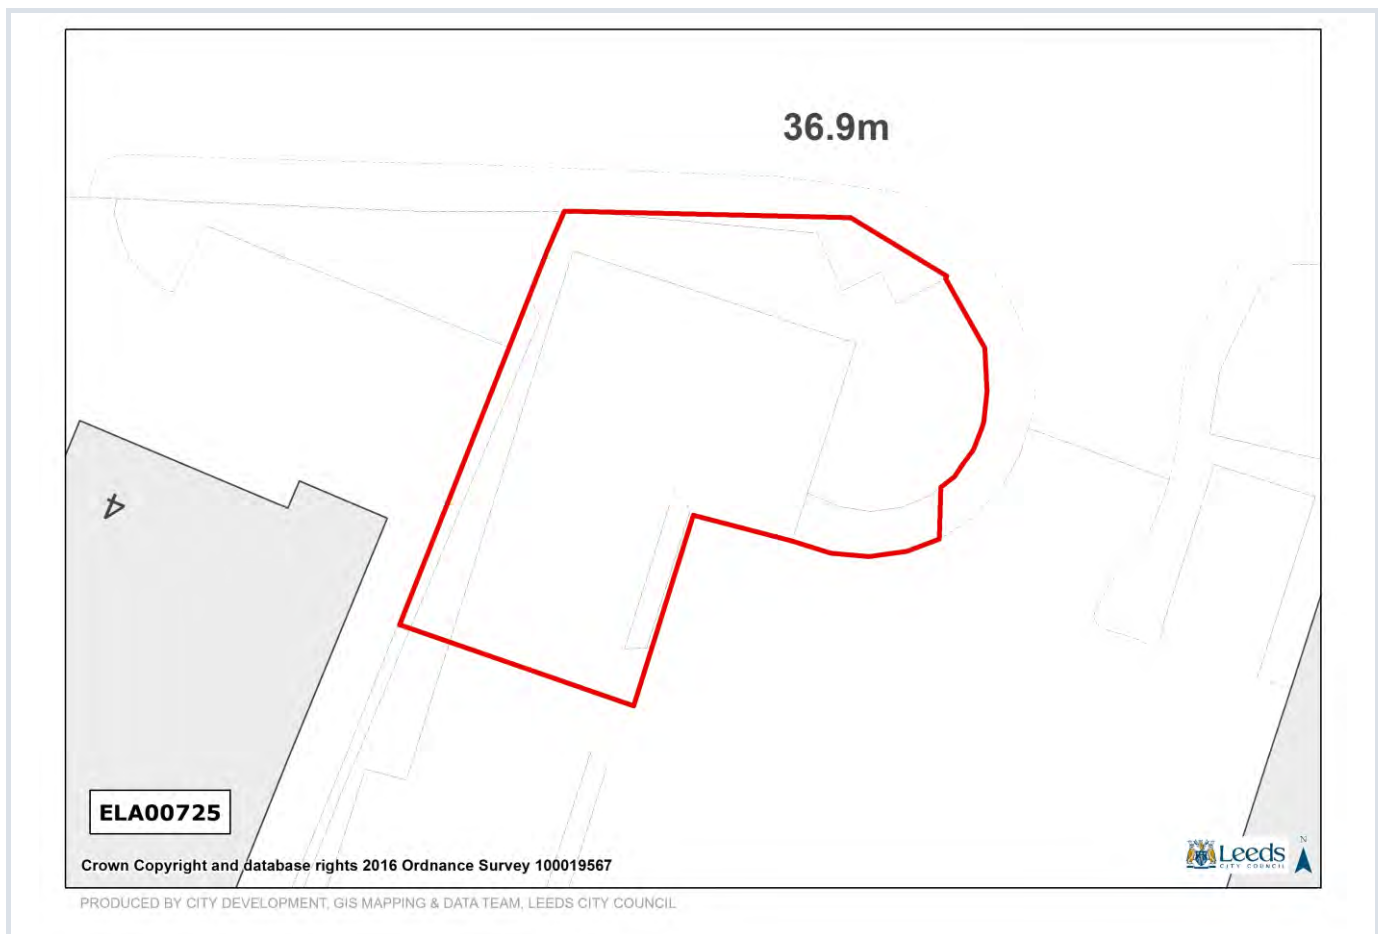 36.9m
4
ELA00725
Crown Copyright and database rights 2016 Ordnance Survey 100019567
Leeds
CITY COUNCIL
N
PRODUCED BY CITY DEVELOPMENT, GIS MAPPING & DATA TEAM, LEEDS CITY COUNCIL